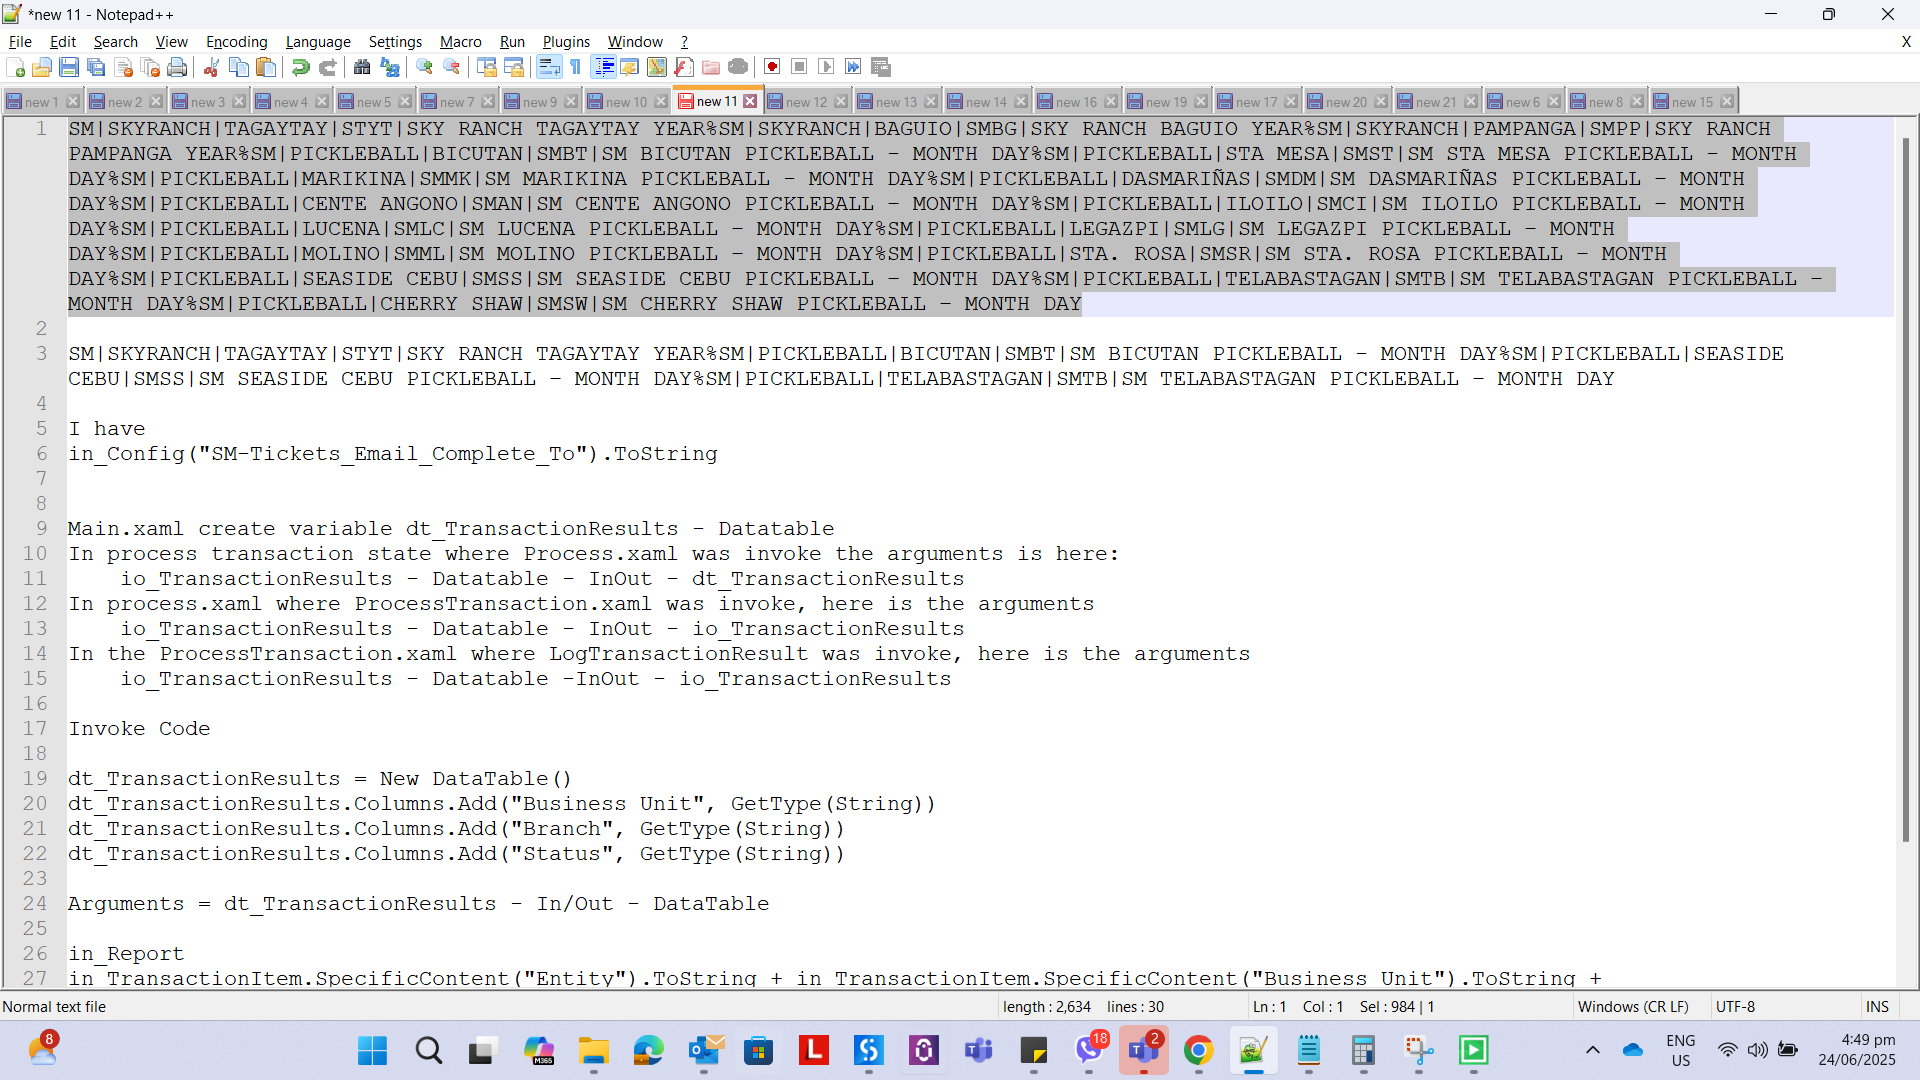 *new 11 - Notepad++
File Edit Search View Encoding Language Settings Macro Run Plugins Window ?
X
new 1 new 2 new 3 new 4 new 5 new 7 new 9 new 10 new 11 new 12 new 13 new 14 new 16 new 19 new 17 new 20 new 21 new 6 new 8 new 15
1 SM|SKYRANCH|TAGAYTAY|STYT|SKY RANCH TAGAYTAY YEAR%SM|SKYRANCH|BAGUIO|SMBG|SKY RANCH BAGUIO YEAR%SM|SKYRANCH|PAMPANGA|SMPP|SKY RANCH
PAMPANGA YEAR%SM|PICKLEBALL|BICUTAN|SMBT|SM BICUTAN PICKLEBALL - MONTH DAY%SM|PICKLEBALL|STA MESA|SMST|SM STA MESA PICKLEBALL - MONTH
DAY%SM|PICKLEBALL|MARIKINA|SMMK|SM MARIKINA PICKLEBALL - MONTH DAY%SM|PICKLEBALL|DASMARIÑAS|SMDM|SM DASMARIÑAS PICKLEBALL - MONTH
DAY%SM|PICKLEBALL|CENTE ANGONO|SMAN|SM CENTE ANGONO PICKLEBALL - MONTH DAY%SM|PICKLEBALL|ILOILO|SMCI|SM ILOILO PICKLEBALL - MONTH
DAY%SM|PICKLEBALL|LUCENA|SMLC|SM LUCENA PICKLEBALL - MONTH DAY%SM|PICKLEBALL|LEGAZPI|SMLG|SM LEGAZPI PICKLEBALL - MONTH
DAY%SM|PICKLEBALL|MOLINO|SMML|SM MOLINO PICKLEBALL - MONTH DAY%SM|PICKLEBALL|STA. ROSA|SMSR|SM STA. ROSA PICKLEBALL - MONTH
DAY%SM|PICKLEBALL|SEASIDE CEBU|SMSS|SM SEASIDE CEBU PICKLEBALL - MONTH DAY%SM|PICKLEBALL|TELABASTAGAN|SMTB|SM TELABASTAGAN PICKLEBALL -
MONTH DAY%SM|PICKLEBALL|CHERRY SHAW|SMSW|SM CHERRY SHAW PICKLEBALL - MONTH DAY
2
3 SM|SKYRANCH|TAGAYTAY|STYT|SKY RANCH TAGAYTAY YEAR%SM|PICKLEBALL|BICUTAN|SMBT|SM BICUTAN PICKLEBALL - MONTH DAY%SM|PICKLEBALL|SEASIDE
CEBU|SMSS|SM SEASIDE CEBU PICKLEBALL - MONTH DAY%SM|PICKLEBALL|TELABASTAGAN|SMTB|SM TELABASTAGAN PICKLEBALL - MONTH DAY
4
5 I have
6 in_Config("SM-Tickets_Email_Complete_To").ToString
7
8
9 Main.xaml create variable dt_TransactionResults - Datatable
10 In process transaction state where Process.xaml was invoke the arguments is here:
11 io_TransactionResults - Datatable - InOut - dt_TransactionResults
12 In process.xaml where ProcessTransaction.xaml was invoke, here is the arguments
13 io_TransactionResults - Datatable - InOut - io_TransactionResults
14 In the ProcessTransaction.xaml where LogTransactionResult was invoke, here is the arguments
15 io_TransactionResults - Datatable -InOut - io_TransactionResults
16
17 Invoke Code
18
19 dt_TransactionResults = New DataTable()
20 dt_TransactionResults.Columns.Add("Business Unit", GetType(String))
21 dt_TransactionResults.Columns.Add("Branch", GetType(String))
22 dt_TransactionResults.Columns.Add("Status", GetType(String))
23
24 Arguments = dt_TransactionResults - In/Out - DataTable
25
26 in_Report
27 in_TransactionItem.SpecificContent("Entity").ToString + in_TransactionItem.SpecificContent("Business Unit").ToString +
Normal text file length : 2,634 lines : 30 Ln : 1 Col : 1 Sel : 984 | 1 Windows (CR LF) UTF-8 INS
8 M365 L 18 2 ENG 4:49 pm
US 24/06/2025